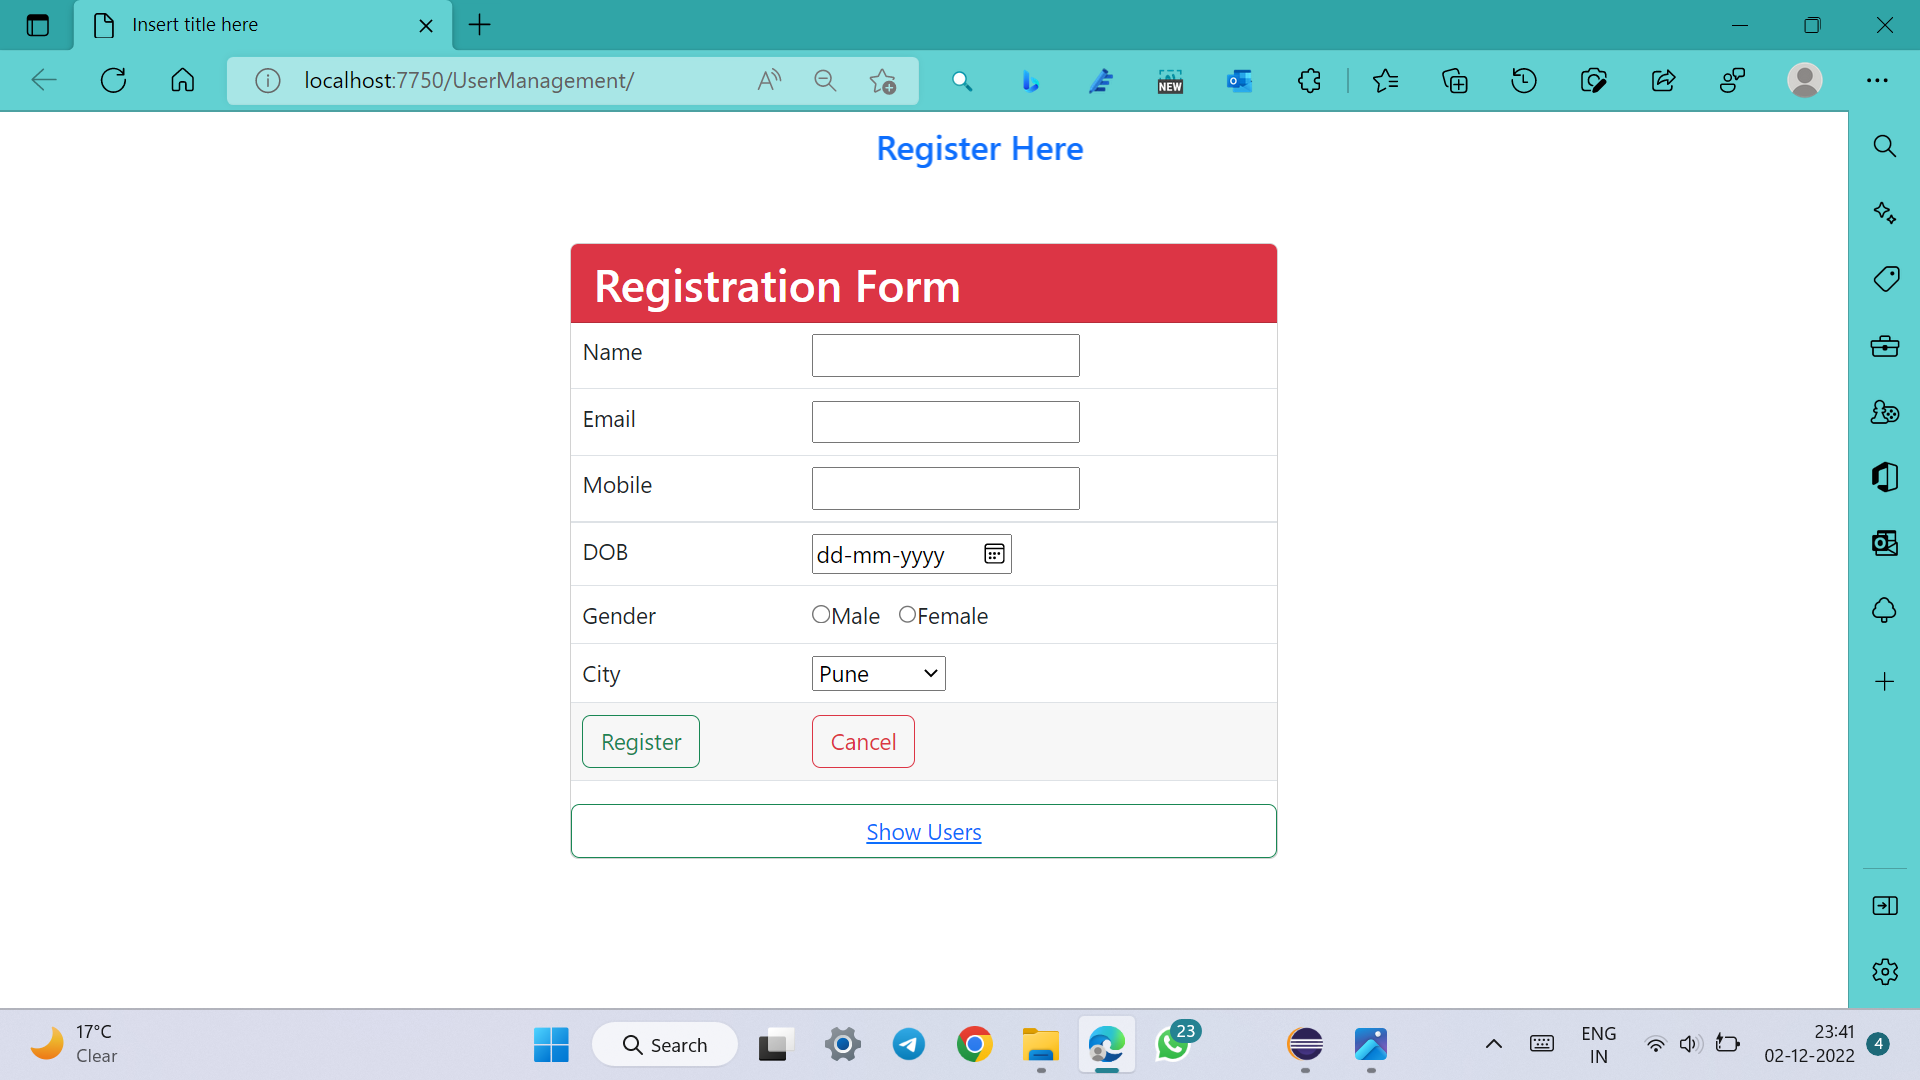 Insert title here
localhost:7750/UserManagement/
NEW
Register Here
Registration Form
Name
Email
Mobile
DOB dd-mm-yyyy
Gender Male Female
City Pune
Register Cancel
Show Users
17°C
Clear
Search
23
ENG
IN
23:41
02-12-2022
4